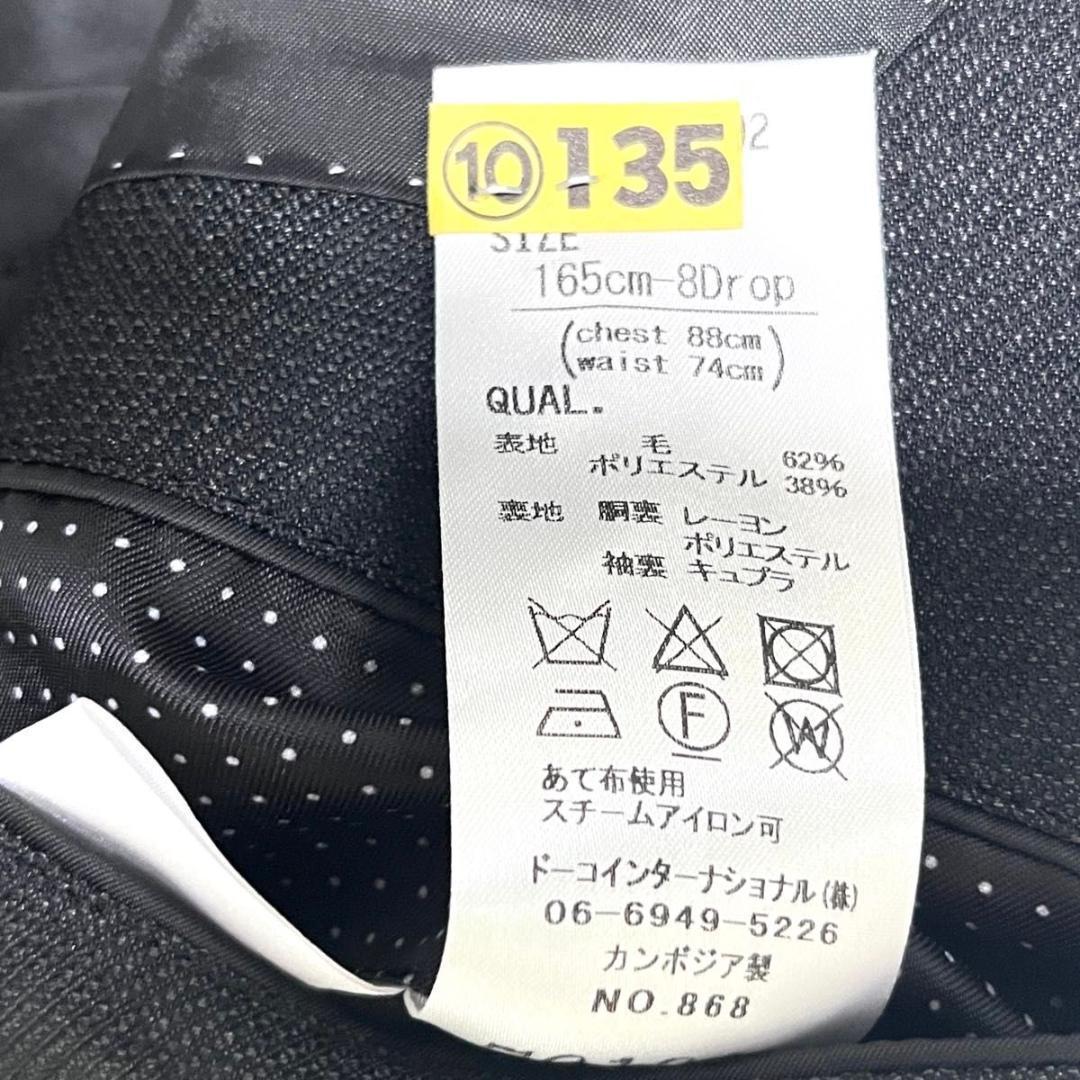 ⑩135
SIZE
165cm-8Drop
(chest 88cm
waist 74cm)
QUAL.
表地 毛 62%
ポリエステル 38%
裏地 胴裏 レーヨン
ポリエステル
袖裏 キュプラ
F W
あて布使用
スチームアイロン可
ドーコインターナショナル(株)
06-6949-5226
カンボジア製
NO.868